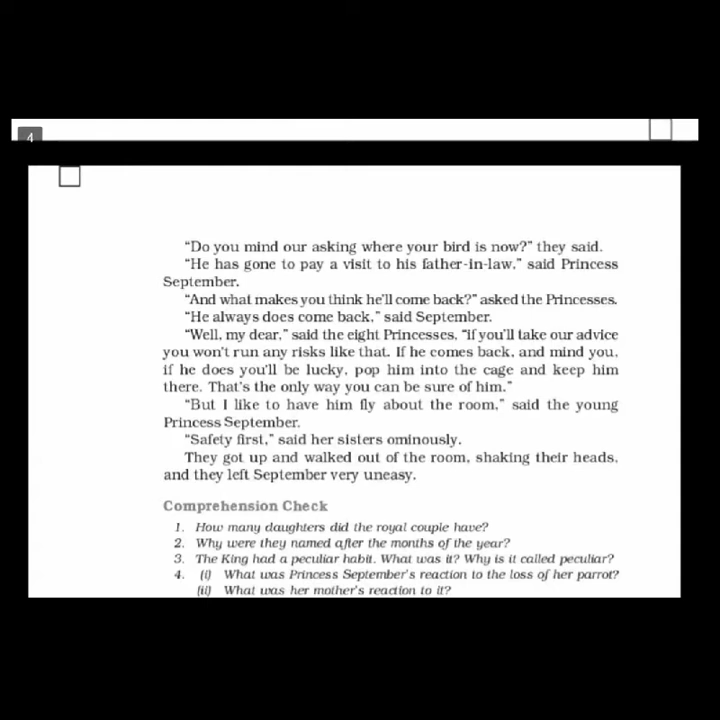 4
“Do you mind our asking where your bird is now?” they said.
“He has gone to pay a visit to his father-in-law,” said Princess
September.
“And what makes you think he'll come back?” asked the Princesses.
“He always does come back,” said September.
“Well, my dear,” said the eight Princesses, “if you'll take our advice
you won't run any risks like that. If he comes back, and mind you,
if he does you'll be lucky, pop him into the cage and keep him
there. That's the only way you can be sure of him.”
“But I like to have him fly about the room,” said the young
Princess September.
“Safety first,” said her sisters ominously.
They got up and walked out of the room, shaking their heads,
and they left September very uneasy.
Comprehension Check
1. How many daughters did the royal couple have?
2. Why were they named after the months of the year?
3. The King had a peculiar habit. What was it? Why is it called peculiar?
4. (i) What was Princess September's reaction to the loss of her parrot?
(ii) What was her mother's reaction to it?